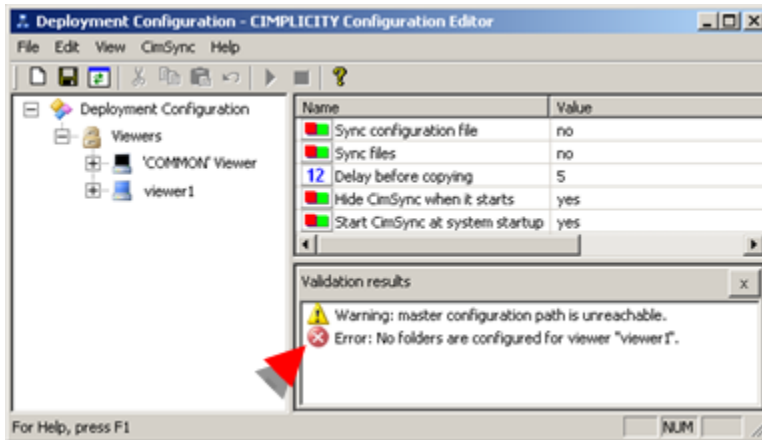 Deployment Configuration - CIMPLICITY Configuration Editor
File Edit View CimSync Help
Deployment Configuration
Viewers
'COMMON' Viewer
viewer1
Name Value
Sync configuration file no
Sync files no
12 Delay before copying 5
Hide CimSync when it starts yes
Start CimSync at system startup yes
Validation results x
Warning: master configuration path is unreachable.
Error: No folders are configured for viewer "viewer1".
For Help, press F1 NUM